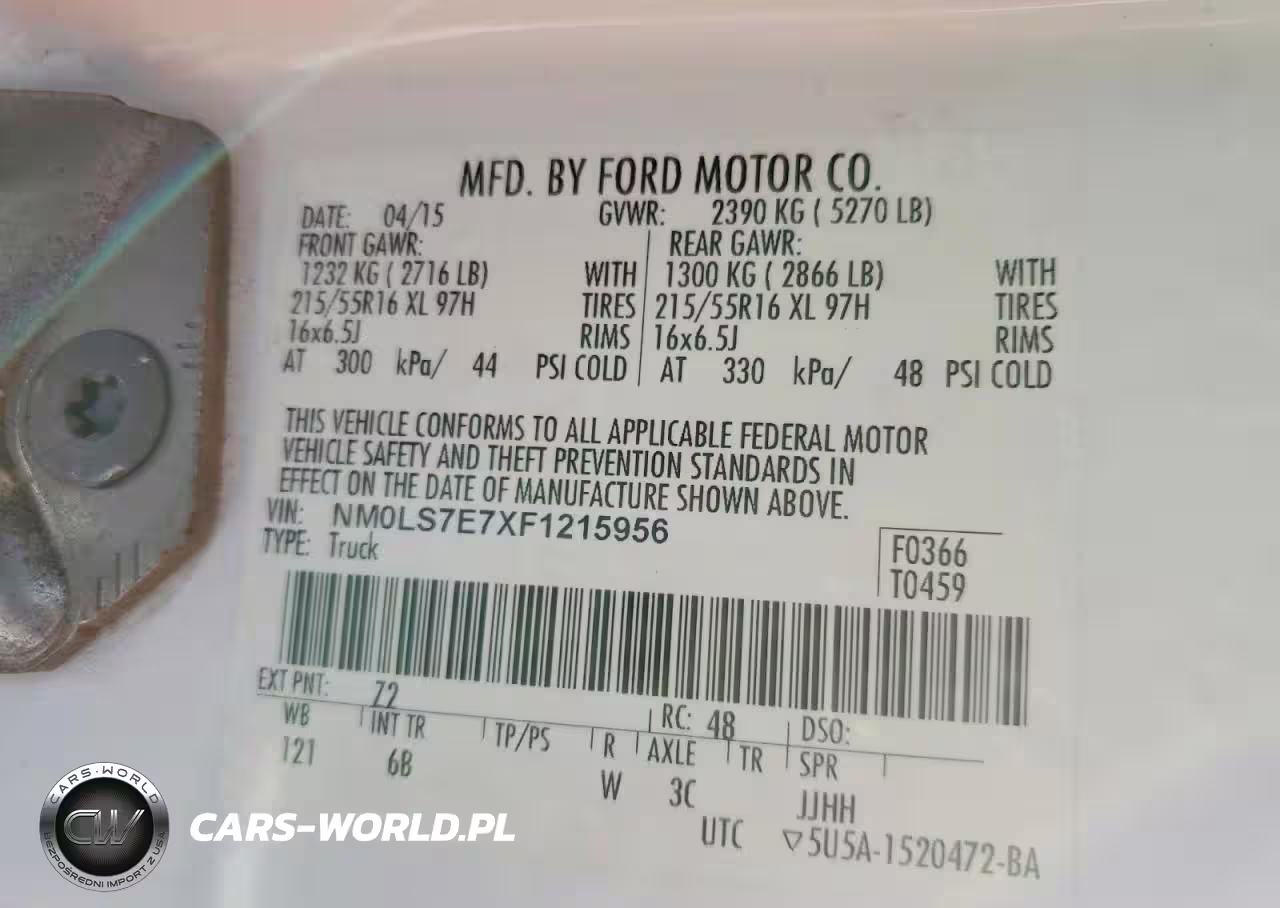 MFD. BY FORD MOTOR CO.
DATE: 04/15 GVWR: 2390 KG ( 5270 LB)
FRONT GAWR: REAR GAWR:
1232 KG ( 2716 LB) WITH 1300 KG ( 2866 LB) WITH
215/55R16 XL 97H TIRES 215/55R16 XL 97H TIRES
16x6.5J RIMS 16x6.5J RIMS
AT 300 kPa/ 44 PSI COLD AT 330 kPa/ 48 PSI COLD
THIS VEHICLE CONFORMS TO ALL APPLICABLE FEDERAL MOTOR
VEHICLE SAFETY AND THEFT PREVENTION STANDARDS IN
EFFECT ON THE DATE OF MANUFACTURE SHOWN ABOVE.
VIN: NM0LS7E7XF1215956
TYPE: Truck
F0366
T0459
EXT PNT: 72 RC: 48 DSO:
WB INT TR TP/PS R AXLE TR SPR
121 6B W 3C JJHH
UTC ▽5U5A-1520472-BA
CARS-WORLD
CW
BEZPOŚREDNI IMPORT Z USA
CARS-WORLD.PL